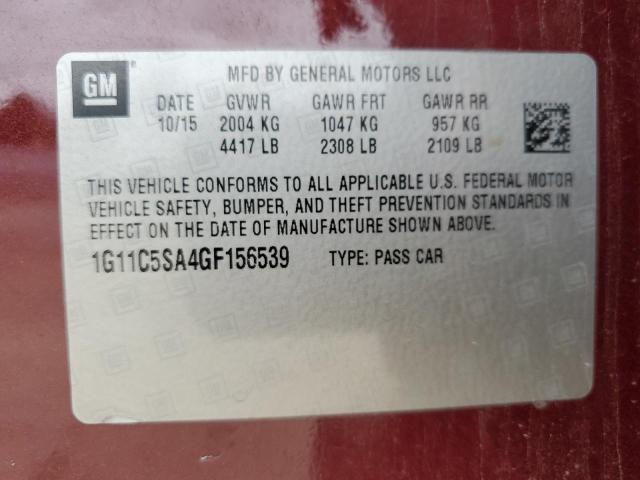 GM
MFD BY GENERAL MOTORS LLC
DATE GVWR GAWR FRT GAWR RR
10/15 2004 KG 1047 KG 957 KG
4417 LB 2308 LB 2109 LB
THIS VEHICLE CONFORMS TO ALL APPLICABLE U.S. FEDERAL MOTOR
VEHICLE SAFETY, BUMPER, AND THEFT PREVENTION STANDARDS IN
EFFECT ON THE DATE OF MANUFACTURE SHOWN ABOVE.
1G11C5SA4GF156539 TYPE: PASS CAR